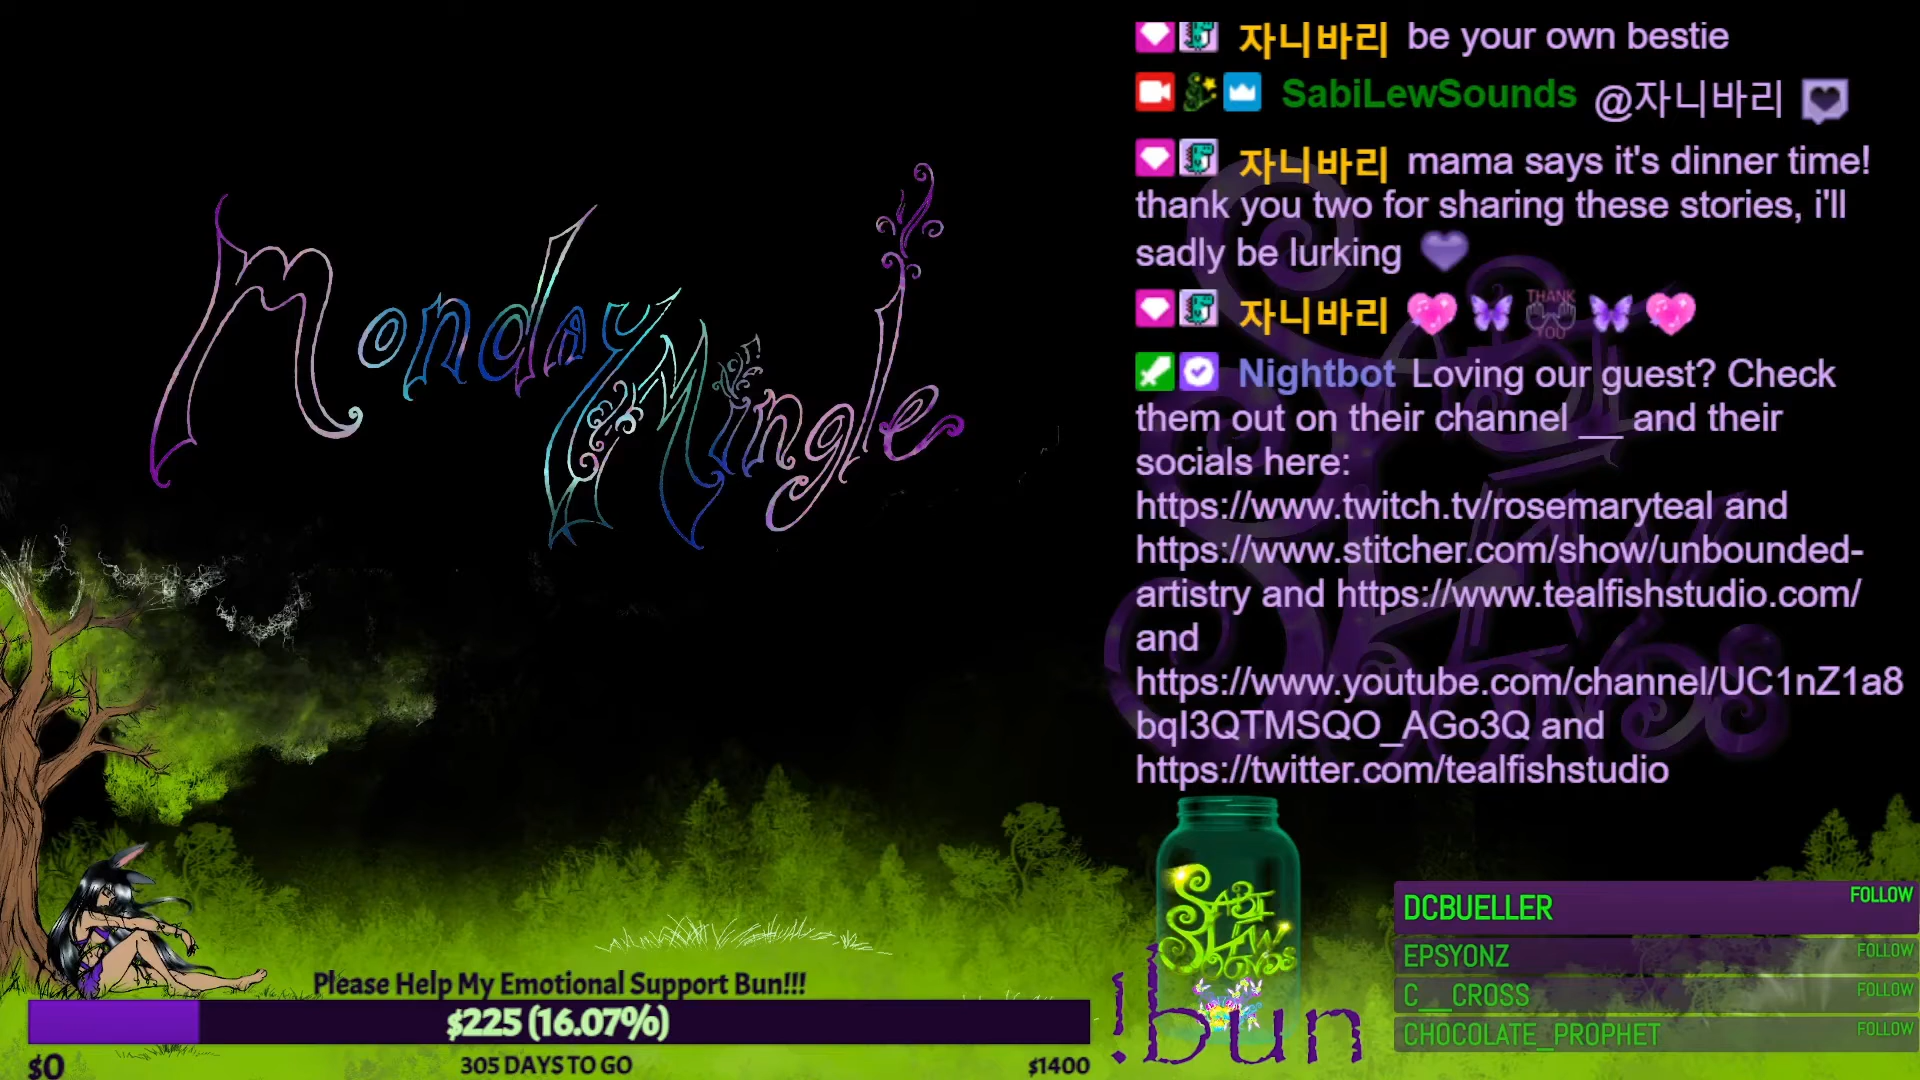 자니바리 be your own bestie
SabiLewSounds @자니바리
자니바리 mama says it's dinner time!
thank you two for sharing these stories, i'll
sadly be lurking
자니바리
THANK
YOU
Nightbot Loving our guest? Check
them out on their channel __ and their
socials here:
https://www.twitch.tv/rosemaryteal and
https://www.stitcher.com/show/unbounded-
artistry and https://www.tealfishstudio.com/
and
https://www.youtube.com/channel/UC1nZ1a8
bqI3QTMSQO_AGo3Q and
https://twitter.com/tealfishstudio
Monday
Mingle
Sabi
Lew
Sounds
!bun
DCBUELLER FOLLOW
EPSYONZ FOLLOW
C__CROSS FOLLOW
CHOCOLATE_PROPHET FOLLOW
Please Help My Emotional Support Bun!!!
$225 (16.07%)
$0 305 DAYS TO GO $1400